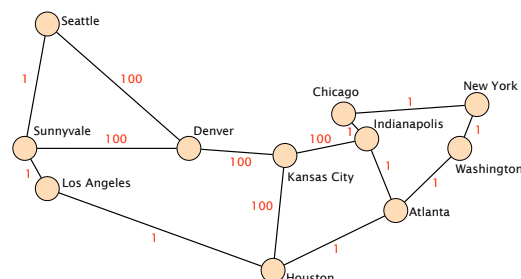 Seattle
1
100
Chicago
New York
1
Sunnyvale
Denver
Indianapolis
1
100
100
100
1
1
Kansas City
Washington
1
Los Angeles
1
1
100
Atlanta
1
1
Houston